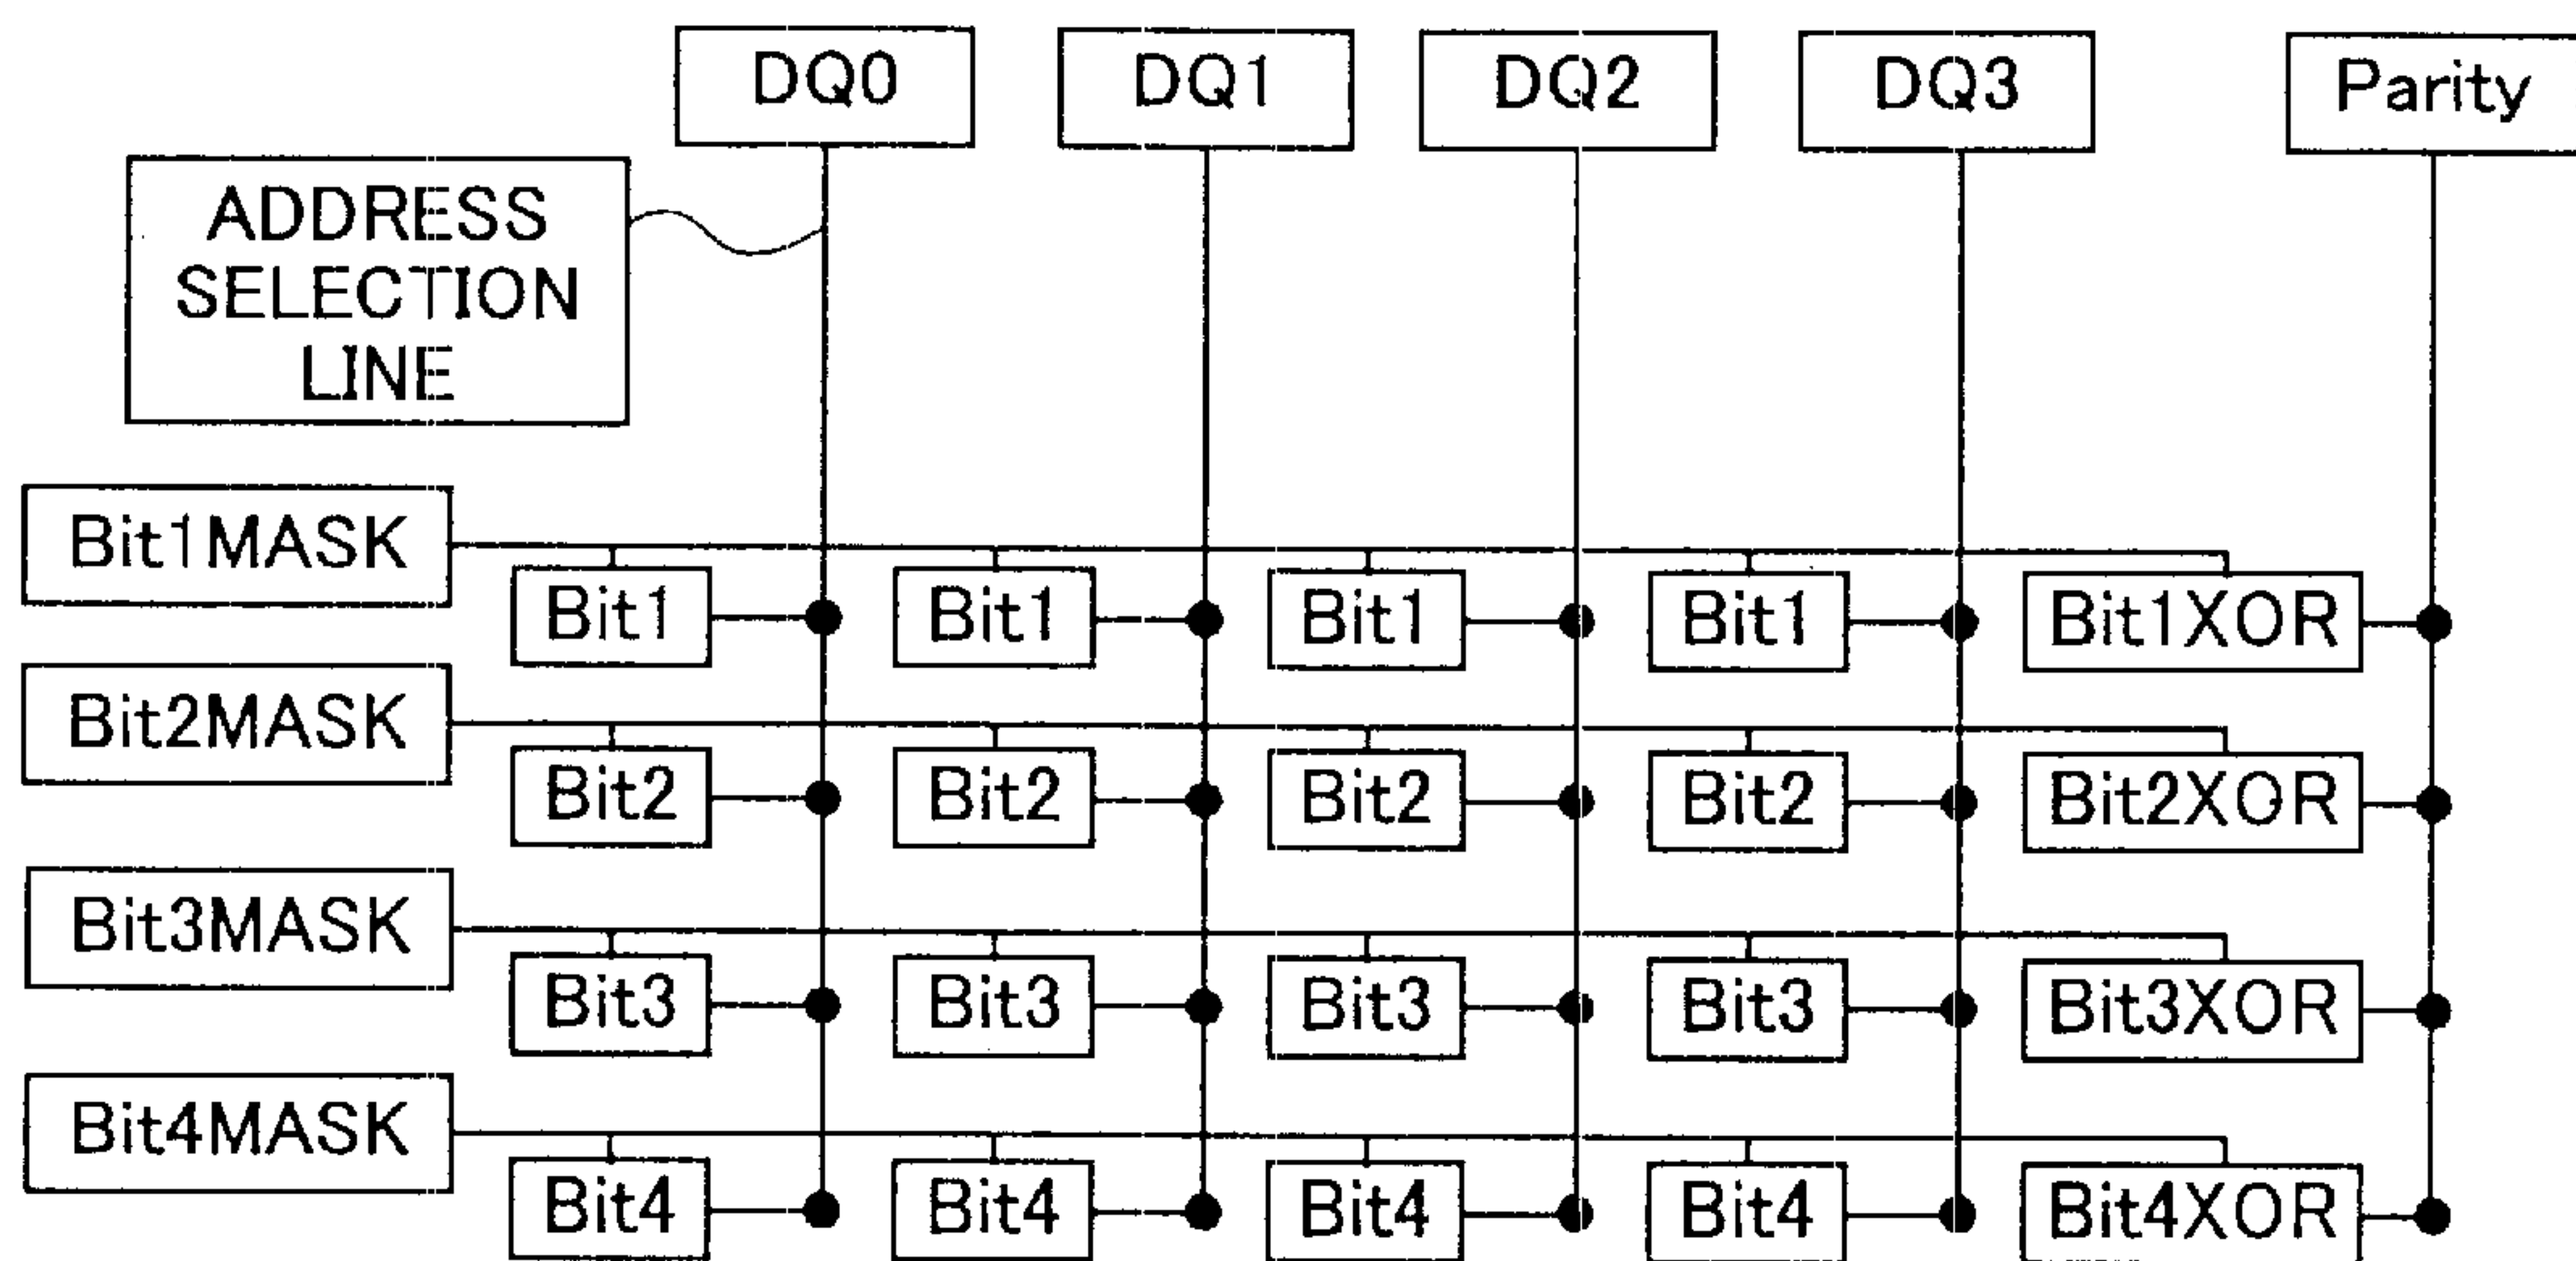 DQ0 DQ1 DQ2 DQ3 Parity
ADDRESS
SELECTION
LINE
Bit1MASK
Bit1 Bit1 Bit1 Bit1 Bit1XOR
Bit2MASK
Bit2 Bit2 Bit2 Bit2 Bit2XOR
Bit3MASK
Bit3 Bit3 Bit3 Bit3 Bit3XOR
Bit4MASK
Bit4 Bit4 Bit4 Bit4 Bit4XOR